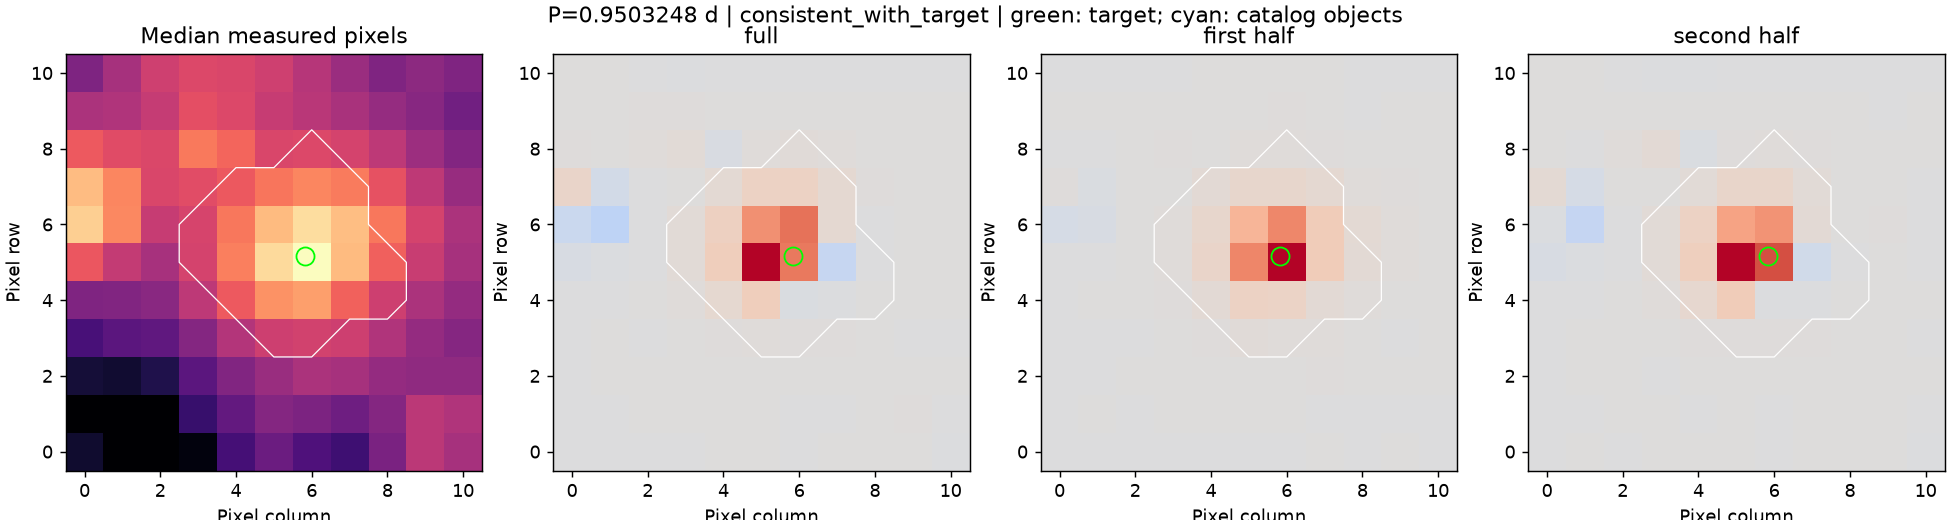 P=0.9503248 d | consistent_with_target | green: target; cyan: catalog objects
Median measured pixels
full
first half
second half
Pixel row
10
8
6
4
2
0
0 2 4 6 8 10
Pixel column
Pixel row
10
8
6
4
2
0
0 2 4 6 8 10
Pixel column
Pixel row
10
8
6
4
2
0
0 2 4 6 8 10
Pixel column
Pixel row
10
8
6
4
2
0
0 2 4 6 8 10
Pixel column